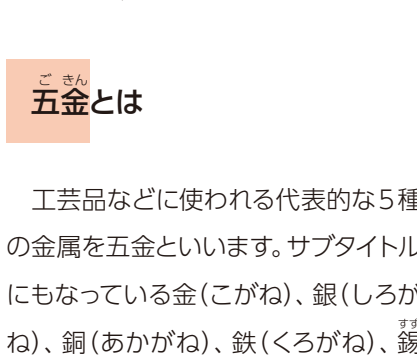 五金とは
工芸品などに使われる代表的な5種
の金属を五金といいます。サブタイトル
にもなっている金(こがね)、銀(しろが
ね)、銅(あかがね)、鉄(くろがね)、錫